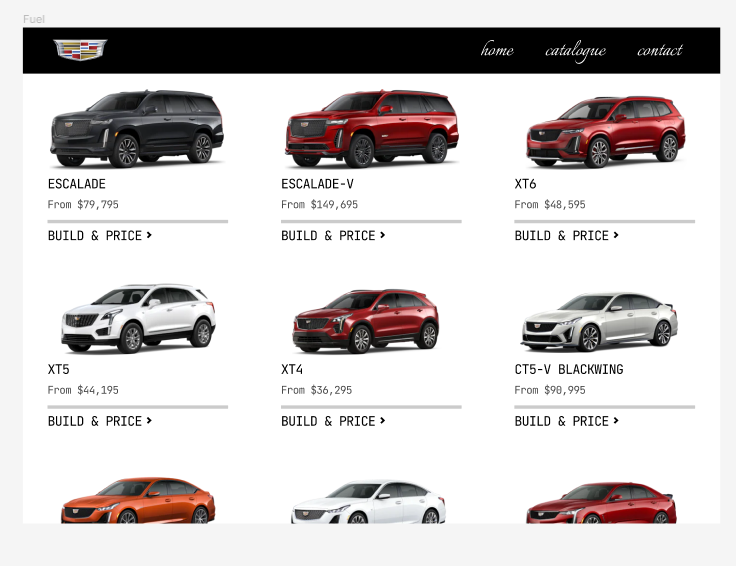 Fuel
home catalogue contact
ESCALADE
From $79,795
BUILD & PRICE >
ESCALADE-V
From $149,695
BUILD & PRICE >
XT6
From $48,595
BUILD & PRICE >
XT5
From $44,195
BUILD & PRICE >
XT4
From $36,295
BUILD & PRICE >
CT5-V BLACKWING
From $90,995
BUILD & PRICE >